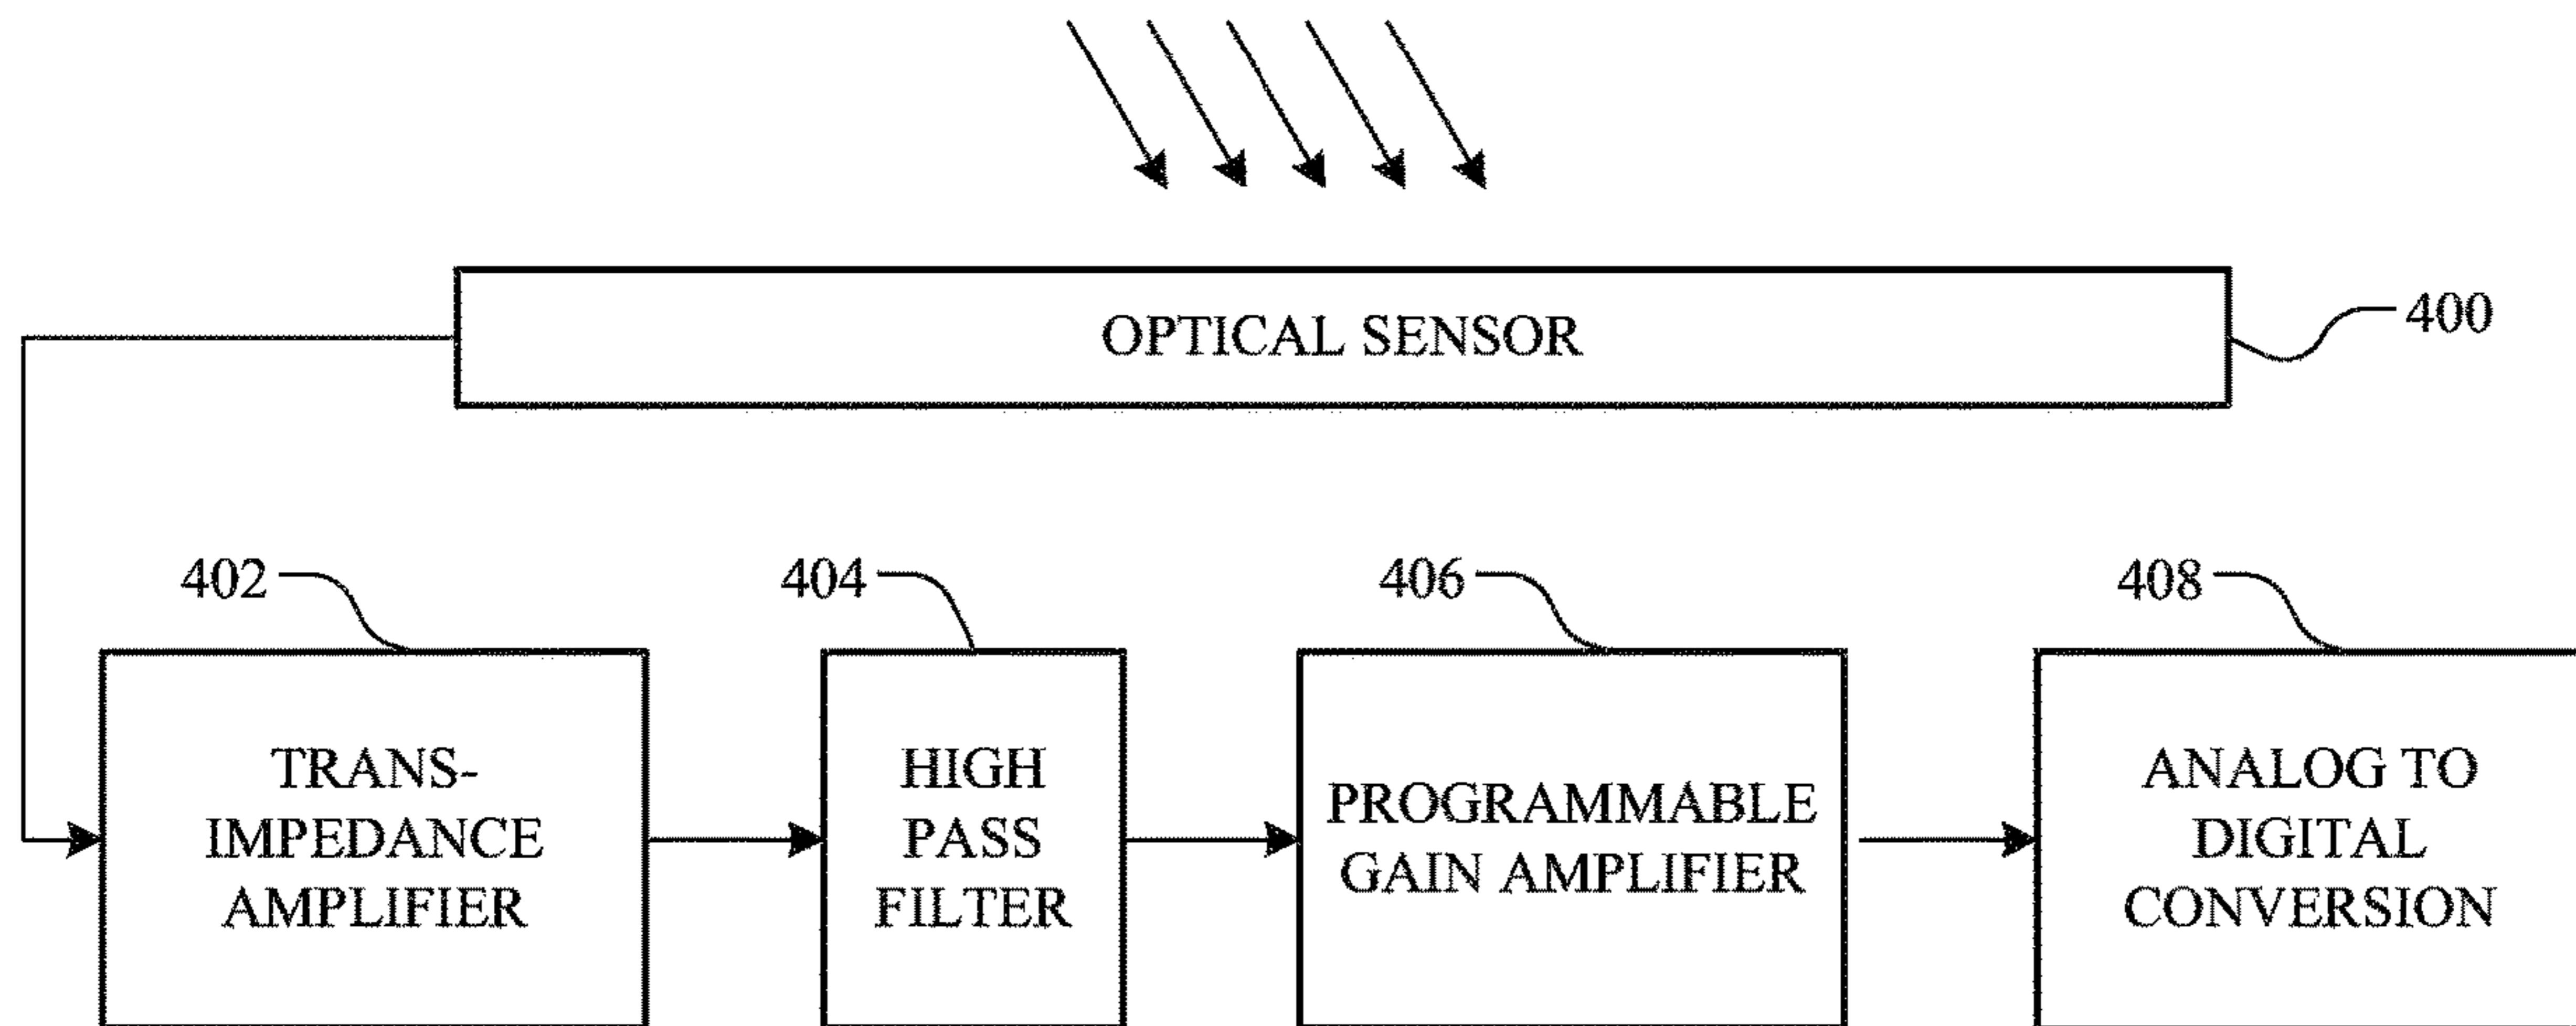 OPTICAL SENSOR
400
402
404
406
408
TRANS-
IMPEDANCE
AMPLIFIER
HIGH
PASS
FILTER
PROGRAMMABLE
GAIN AMPLIFIER
ANALOG TO
DIGITAL
CONVERSION